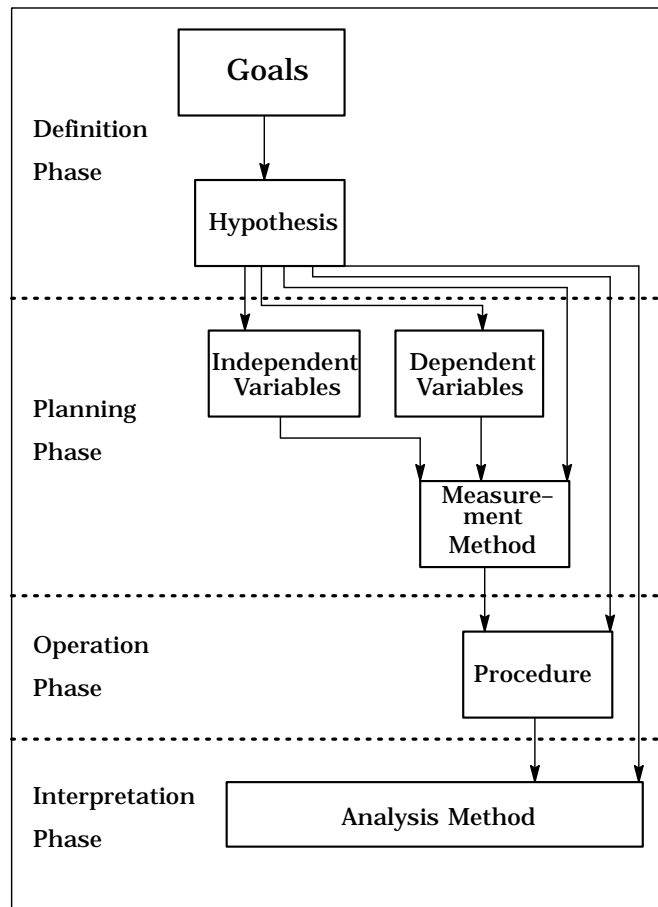 Goals
Definition
Phase
Hypothesis
Independent
Variables
Dependent
Variables
Planning
Phase
Measure–
ment
Method
Operation
Phase
Procedure
Interpretation
Phase
Analysis Method